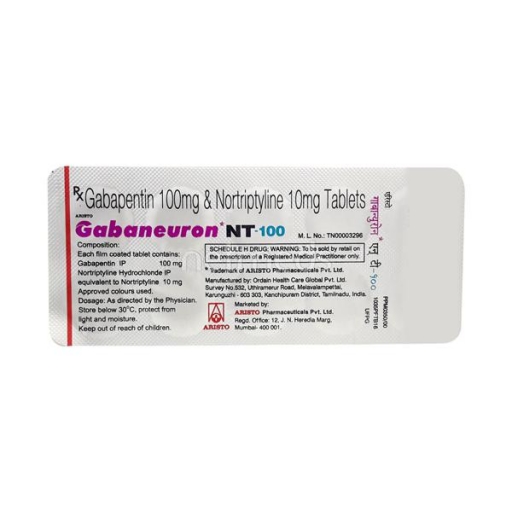 Rx Gabapentin 100mg & Nortriptyline 10mg Tablets
ARISTO
Gabaneuron* NT-100
M. L. No.: TN00003296
Composition:
Each film coated tablet contains:
Gabapentin IP 100 mg
Nortriptyline Hydrochloride IP
equivalent to Nortriptyline 10 mg
Approved colours used.
Dosage: As directed by the Physician.
Store below 30°C, protect from
light and moisture.
Keep out of reach of children.
SCHEDULE H DRUG; WARNING: To be sold by retail on
the prescription of a Registered Medical Practitioner only.
* Trademark of ARISTO Pharmaceuticals Pvt. Ltd.
Manufactured by: Ordain Health Care Global Pvt. Ltd.
Survey No.532, Uthiramerur Road, Melavalampettai,
Karunguzhi - 603 303, Kanchipuram District, Tamilnadu, India.
ARISTO
Marketed by:
ARISTO Pharmaceuticals Pvt. Ltd.
Regd. Office: 12, J. N. Heredia Marg,
Mumbai- 400 001.
गाबान्युरोन* एन टी-१००